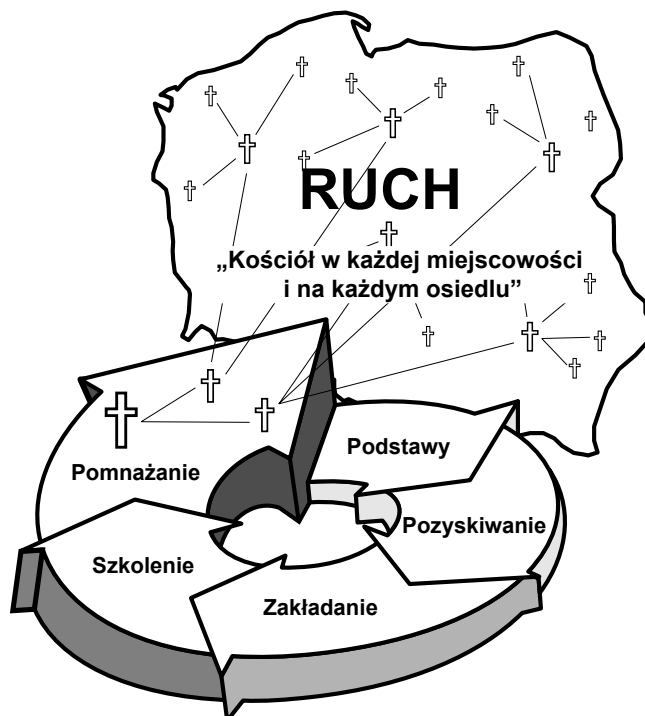 RUCH
„Kościół w każdej miejscowości
i na każdym osiedlu”
Podstawy
Pomnażanie
Pozyskiwanie
Szkolenie
Zakładanie